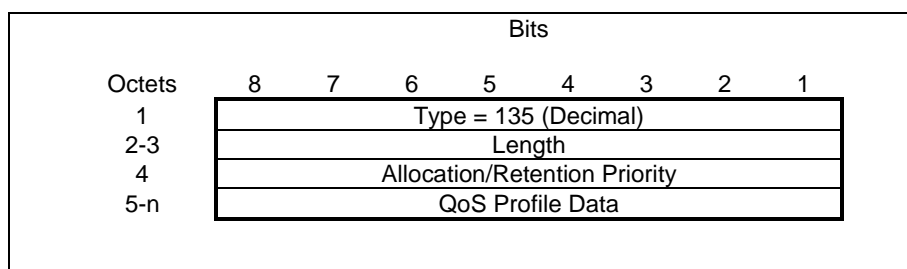 Bits
Octets 8 7 6 5 4 3 2 1
1 Type = 135 (Decimal)
2-3 Length
4 Allocation/Retention Priority
5-n QoS Profile Data